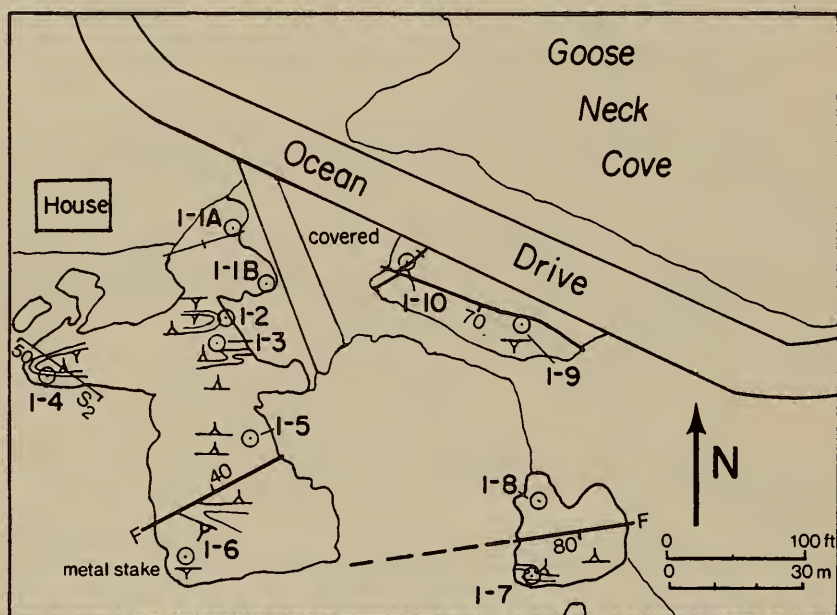 Goose
Neck
Cove
Ocean
Drive
House
1-1A
covered
1-1B
1-10
1-2
70
1-3
50
1-9
1-4
S2
1-5
N
40
1-8
F
F
80
0 100 ft
1-6
metal stake
0 30 m
1-7